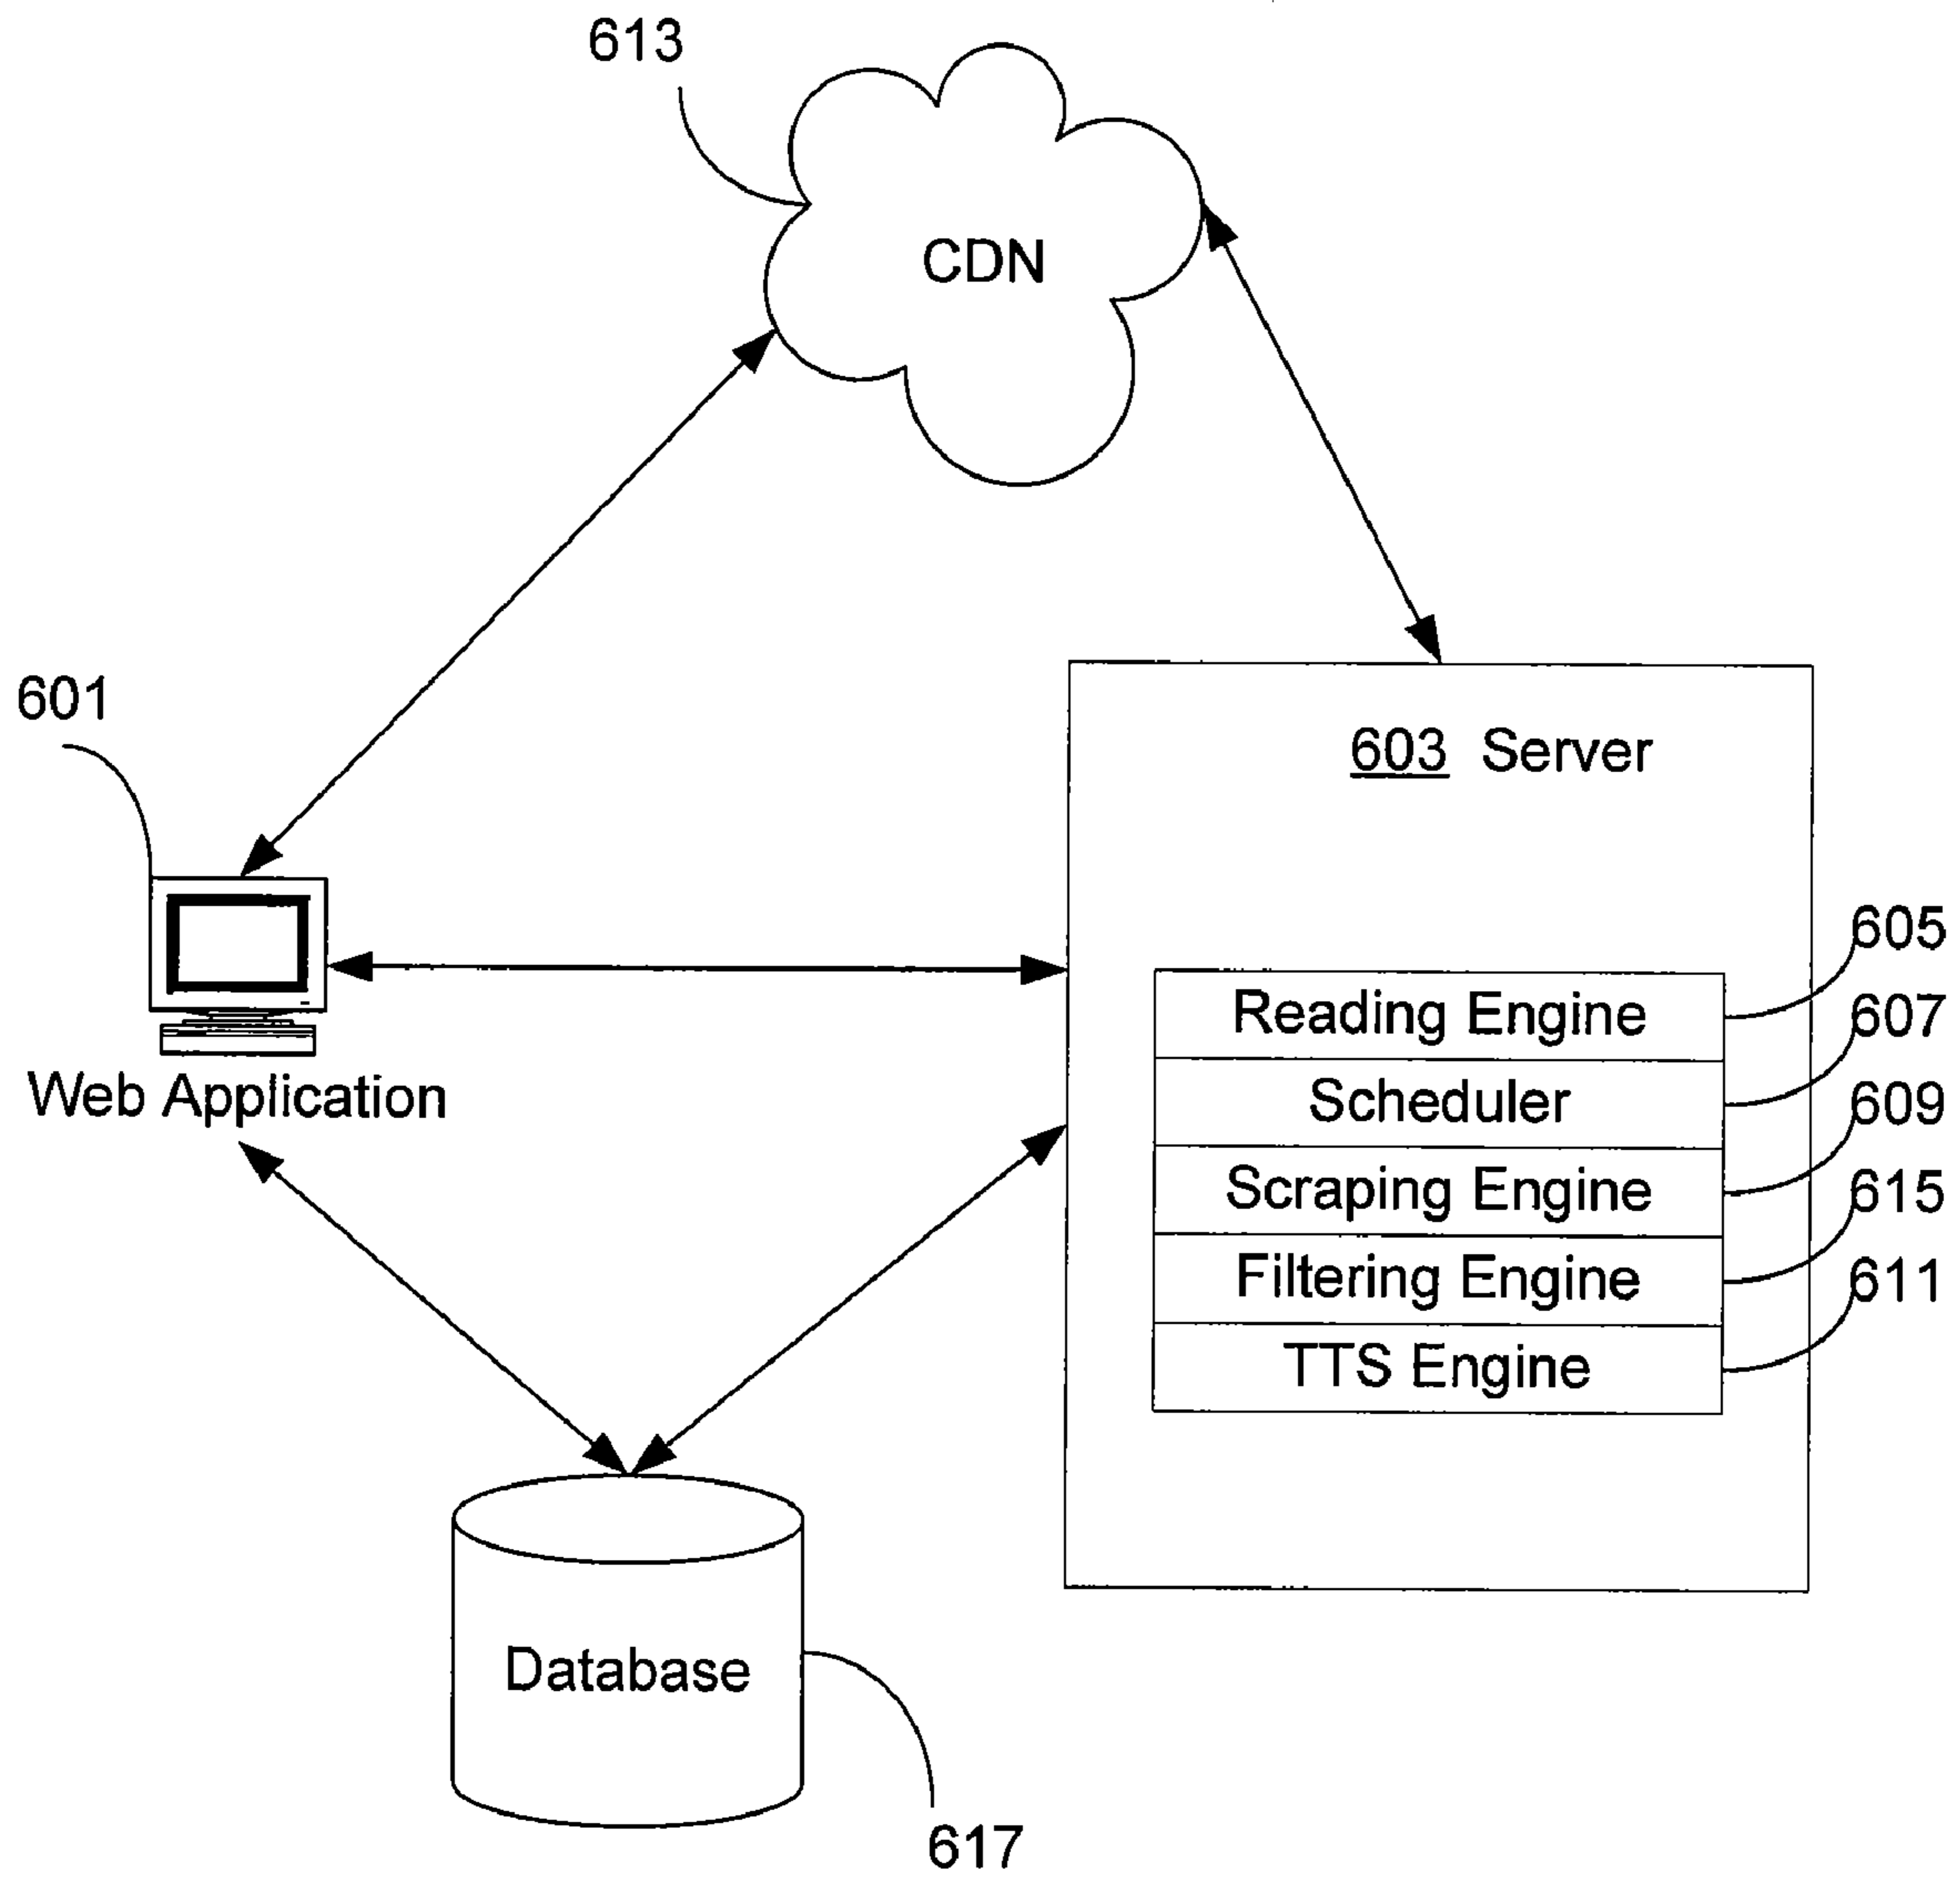 613
CDN
601
603 Server
605
Reading Engine
607
Scheduler
609
Scraping Engine
615
Filtering Engine
611
TTS Engine
Web Application
Database
617